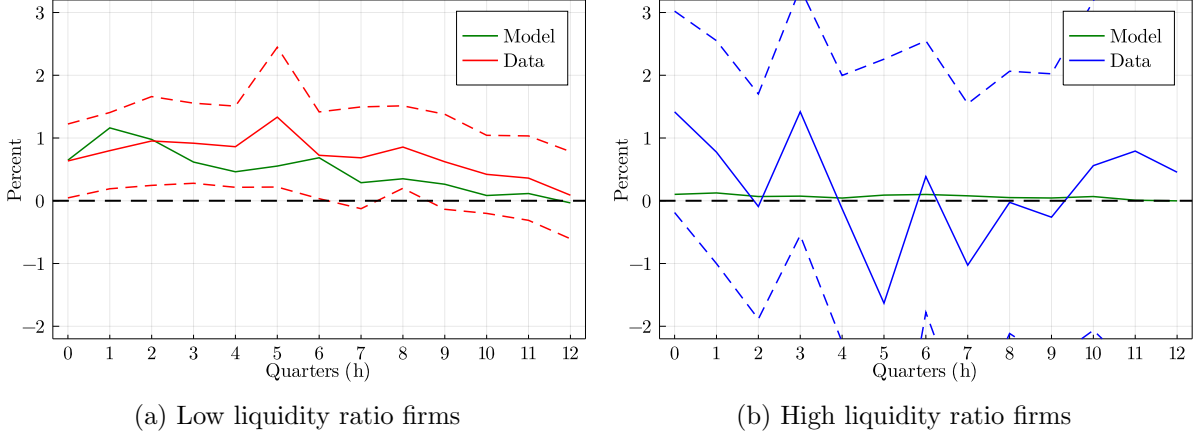 3
2
1
0
−1
−2
Percent
Model
Data
0 1 2 3 4 5 6 7 8 9 10 11 12
Quarters (h)
(a) Low liquidity ratio firms
3
2
1
0
−1
−2
Percent
Model
Data
0 1 2 3 4 5 6 7 8 9 10 11 12
Quarters (h)
(b) High liquidity ratio firms